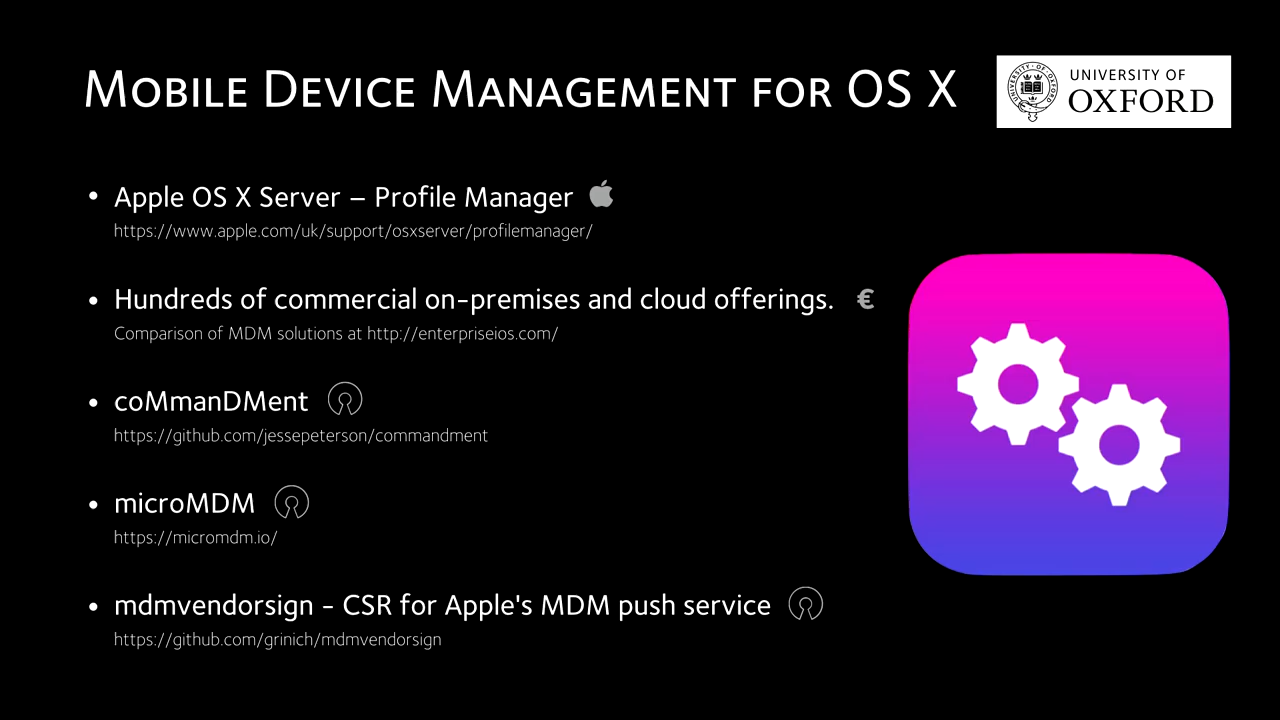 Mobile Device Management for OS X
UNIVERSITY OF
OXFORD
• Apple OS X Server – Profile Manager
https://www.apple.com/uk/support/osxserver/profilemanager/
• Hundreds of commercial on-premises and cloud offerings. €
Comparison of MDM solutions at http://enterpriseios.com/
• coMmanDMent
https://github.com/jessepeterson/commandment
• microMDM
https://micromdm.io/
• mdmvendorsign - CSR for Apple's MDM push service
https://github.com/grinich/mdmvendorsign